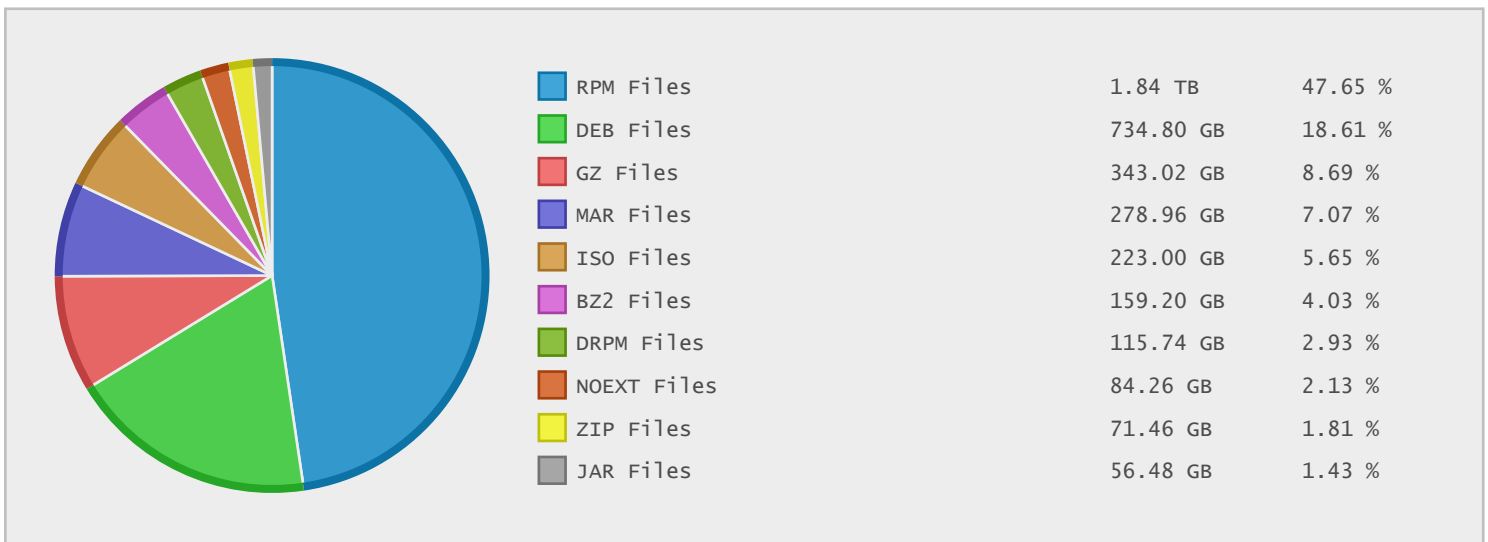 RPM Files 1.84 TB 47.65 %
DEB Files 734.80 GB 18.61 %
GZ Files 343.02 GB 8.69 %
MAR Files 278.96 GB 7.07 %
ISO Files 223.00 GB 5.65 %
BZ2 Files 159.20 GB 4.03 %
DRPM Files 115.74 GB 2.93 %
NOEXT Files 84.26 GB 2.13 %
ZIP Files 71.46 GB 1.81 %
JAR Files 56.48 GB 1.43 %